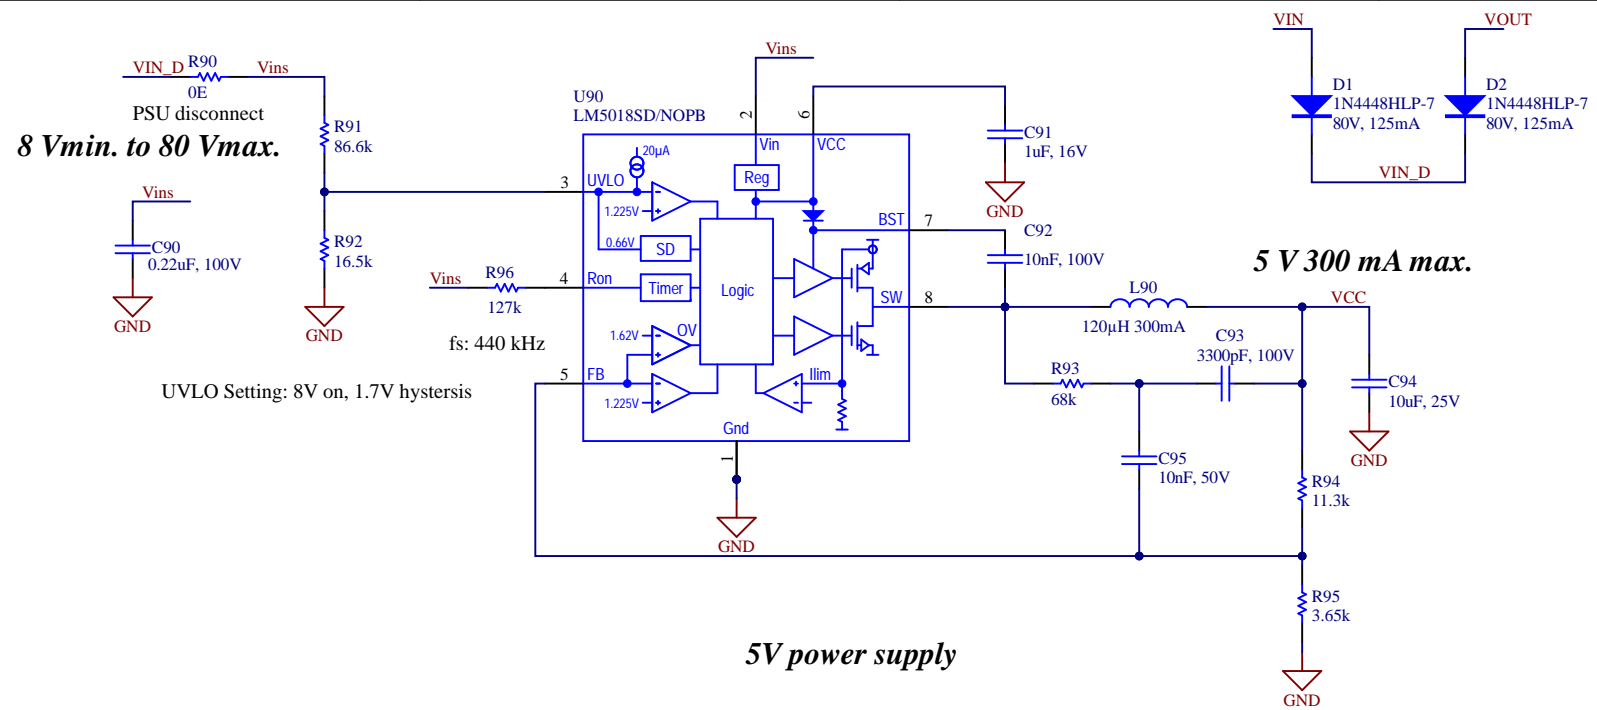 VIN_D
R90
Vins
0E
PSU disconnect
8 Vmin. to 80 Vmax.
R91
86.6k
Vins
C90
0.22uF, 100V
GND
R92
16.5k
GND
Vins
R96
127k
fs: 440 kHz
UVLO Setting: 8V on, 1.7V hystersis
U90
LM5018SD/NOPB
Vins
2
6
Vin
VCC
20µA
3
UVLO
1.225V
Reg
0.66V
SD
4
Ron
Timer
Logic
1.62V
OV
5
FB
1.225V
Ilim
Gnd
1
GND
BST
7
SW
8
C91
1uF, 16V
GND
C92
10nF, 100V
VIN
VOUT
D1
1N4448HLP-7
80V, 125mA
D2
1N4448HLP-7
80V, 125mA
VIN_D
5 V 300 mA max.
L90
120µH 300mA
VCC
C93
3300pF, 100V
R93
68k
C94
10uF, 25V
GND
C95
10nF, 50V
R94
11.3k
R95
3.65k
GND
5V power supply